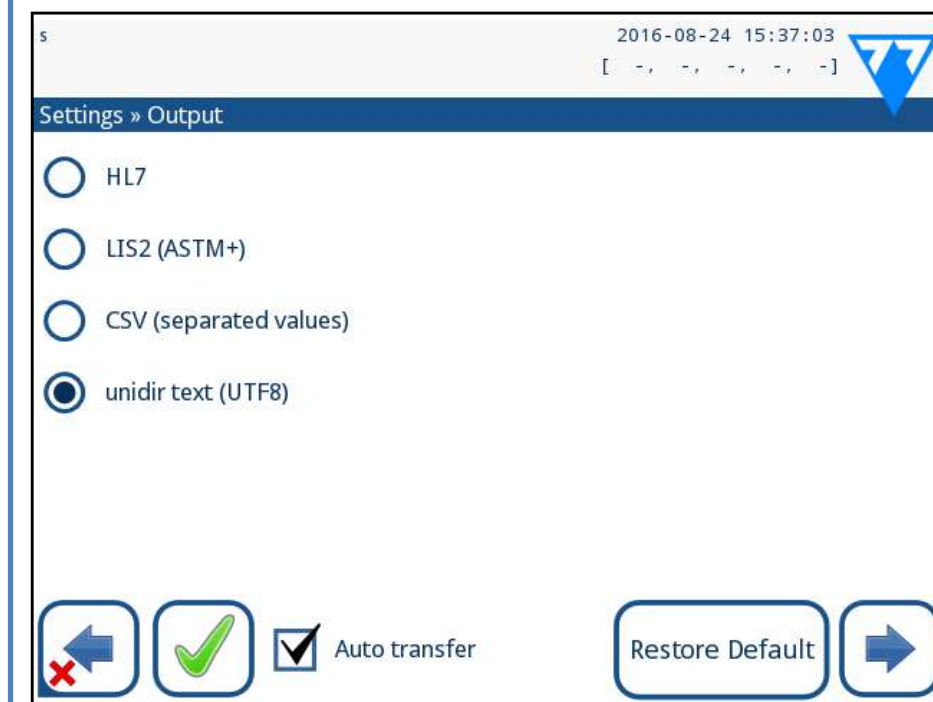 s
2016-08-24 15:37:03
[ -, -, -, -, -]
Settings » Output
HL7
LIS2 (ASTM+)
CSV (separated values)
unidir text (UTF8)
Auto transfer
Restore Default